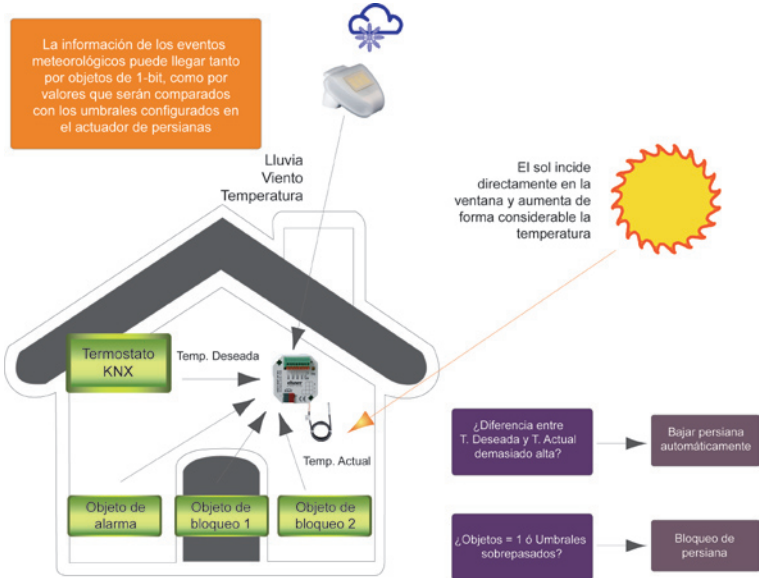 La información de los eventos
meteorológicos puede llegar tanto
por objetos de 1-bit, como por
valores que serán comparados
con los umbrales configurados en
el actuador de persianas
Lluvia
Viento
Temperatura
El sol incide
directamente en la
ventana y aumenta de
forma considerable la
temperatura
Termostato
KNX
Temp. Deseada
Temp. Actual
Objeto de
alarma
Objeto de
bloqueo 1
Objeto de
bloqueo 2
¿Diferencia entre
T. Deseada y T. Actual
demasiado alta?
Bajar persiana
automáticamente
¿Objetos = 1 ó Umbrales
sobrepasados?
Bloqueo de
persiana